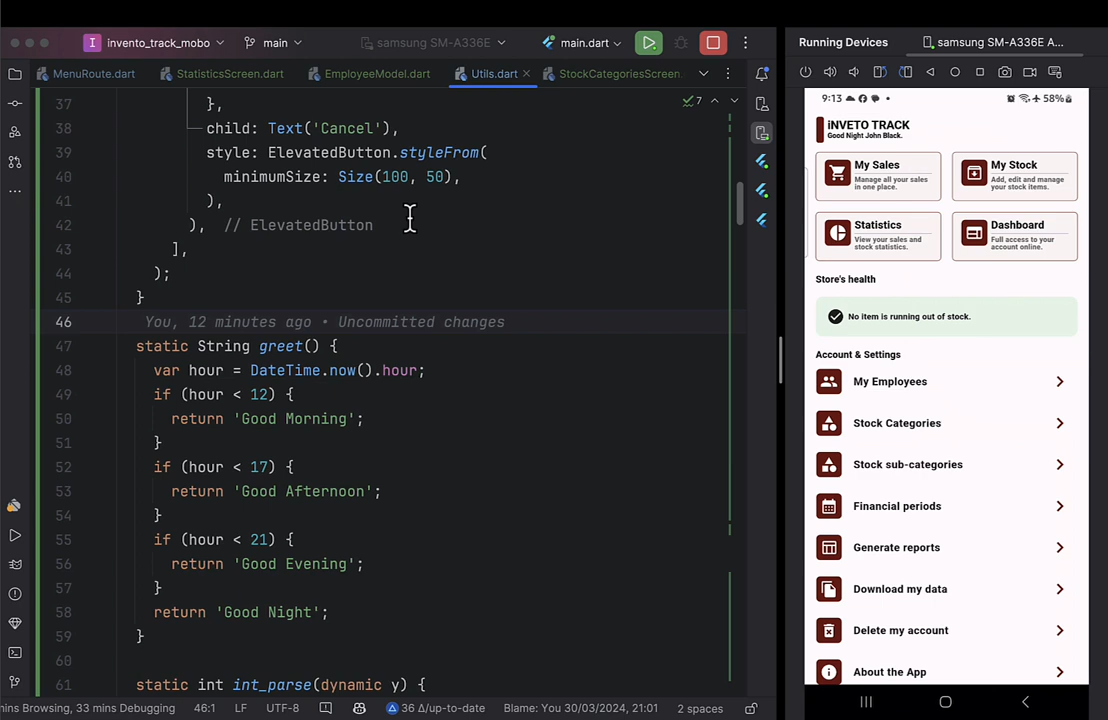 invento_track_mobo
main
samsung SM-A336E
main.dart
Running Devices
samsung SM-A336E A...
MenuRoute.dart
StatisticsScreen.dart
EmployeeModel.dart
Utils.dart
StockCategoriesScreen
37 },
38 child: Text('Cancel'),
39 style: ElevatedButton.styleFrom(
40 minimumSize: Size(100, 50),
41 ),
42 ), // ElevatedButton
43 ],
44 );
45 }
46 You, 12 minutes ago • Uncommitted changes
47 static String greet() {
48 var hour = DateTime.now().hour;
49 if (hour < 12) {
50 return 'Good Morning';
51 }
52 if (hour < 17) {
53 return 'Good Afternoon';
54 }
55 if (hour < 21) {
56 return 'Good Evening';
57 }
58 return 'Good Night';
59 }
60
61 static int int_parse(dynamic y) {
7
mins Browsing, 33 mins Debugging
46:1
LF
UTF-8
36 Δ/up-to-date
Blame: You 30/03/2024, 21:01
2 spaces
9:13
58%
iNVETO TRACK
Good Night John Black.
My Sales
Manage all your sales
in one place.
My Stock
Add, edit and manage
your stock items.
Statistics
View your sales and
stock statistics.
Dashboard
Full access to your
account online.
Store's health
No item is running out of stock.
Account & Settings
My Employees
Stock Categories
Stock sub-categories
Financial periods
Generate reports
Download my data
Delete my account
About the App